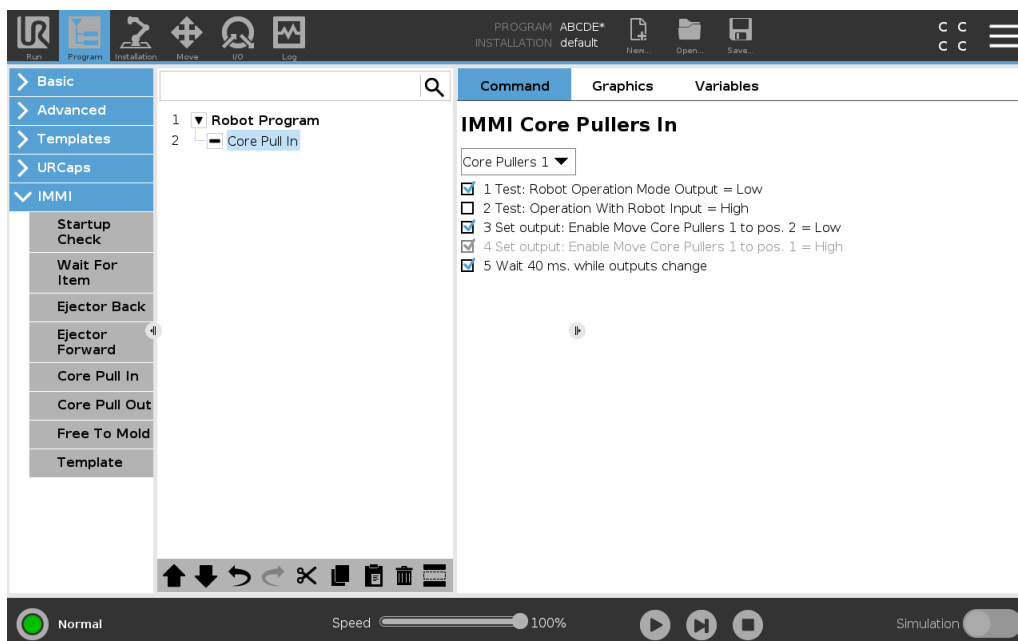 PROGRAM ABCDE*
INSTALLATION default
Run
Program
Installation
Move
I/O
Log
New...
Open...
Save...
C C
C C
Basic
Advanced
Templates
URCaps
IMMI
Startup
Check
Wait For
Item
Ejector Back
Ejector
Forward
Core Pull In
Core Pull Out
Free To Mold
Template
1 Robot Program
2 Core Pull In
Command
Graphics
Variables
IMMI Core Pullers In
Core Pullers 1
1 Test: Robot Operation Mode Output = Low
2 Test: Operation With Robot Input = High
3 Set output: Enable Move Core Pullers 1 to pos. 2 = Low
4 Set output: Enable Move Core Pullers 1 to pos. 1 = High
5 Wait 40 ms. while outputs change
Normal
Speed
100%
Simulation